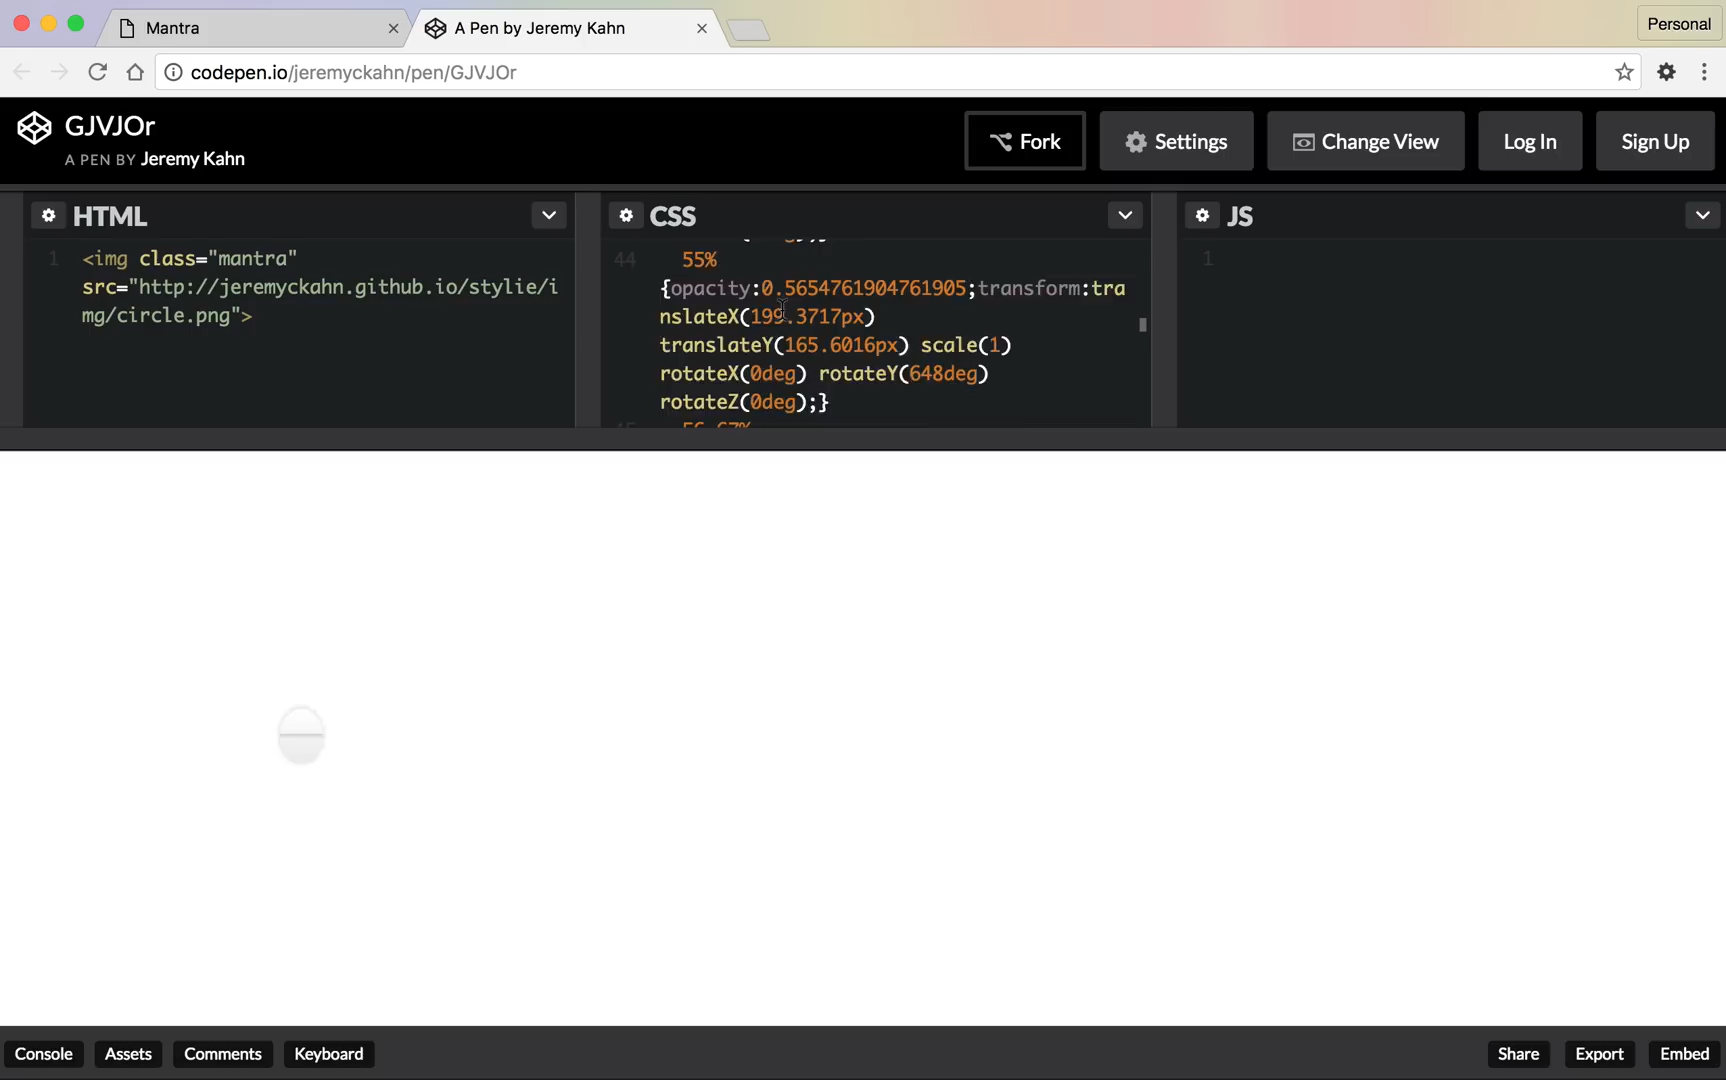 Mantra
A Pen by Jeremy Kahn
Personal
codepen.io/jeremyckahn/pen/GJVJOr
GJVJOr
A PEN BY Jeremy Kahn
Fork
Settings
Change View
Log In
Sign Up
HTML
1 <img class="mantra"
src="http://jeremyckahn.github.io/stylie/i
mg/circle.png">
CSS
44 55%
{opacity:0.5654761904761905;transform:tra
nslateX(199.3717px)
translateY(165.6016px) scale(1)
rotateX(0deg) rotateY(648deg)
rotateZ(0deg);}
JS
1
Console
Assets
Comments
Keyboard
Share
Export
Embed